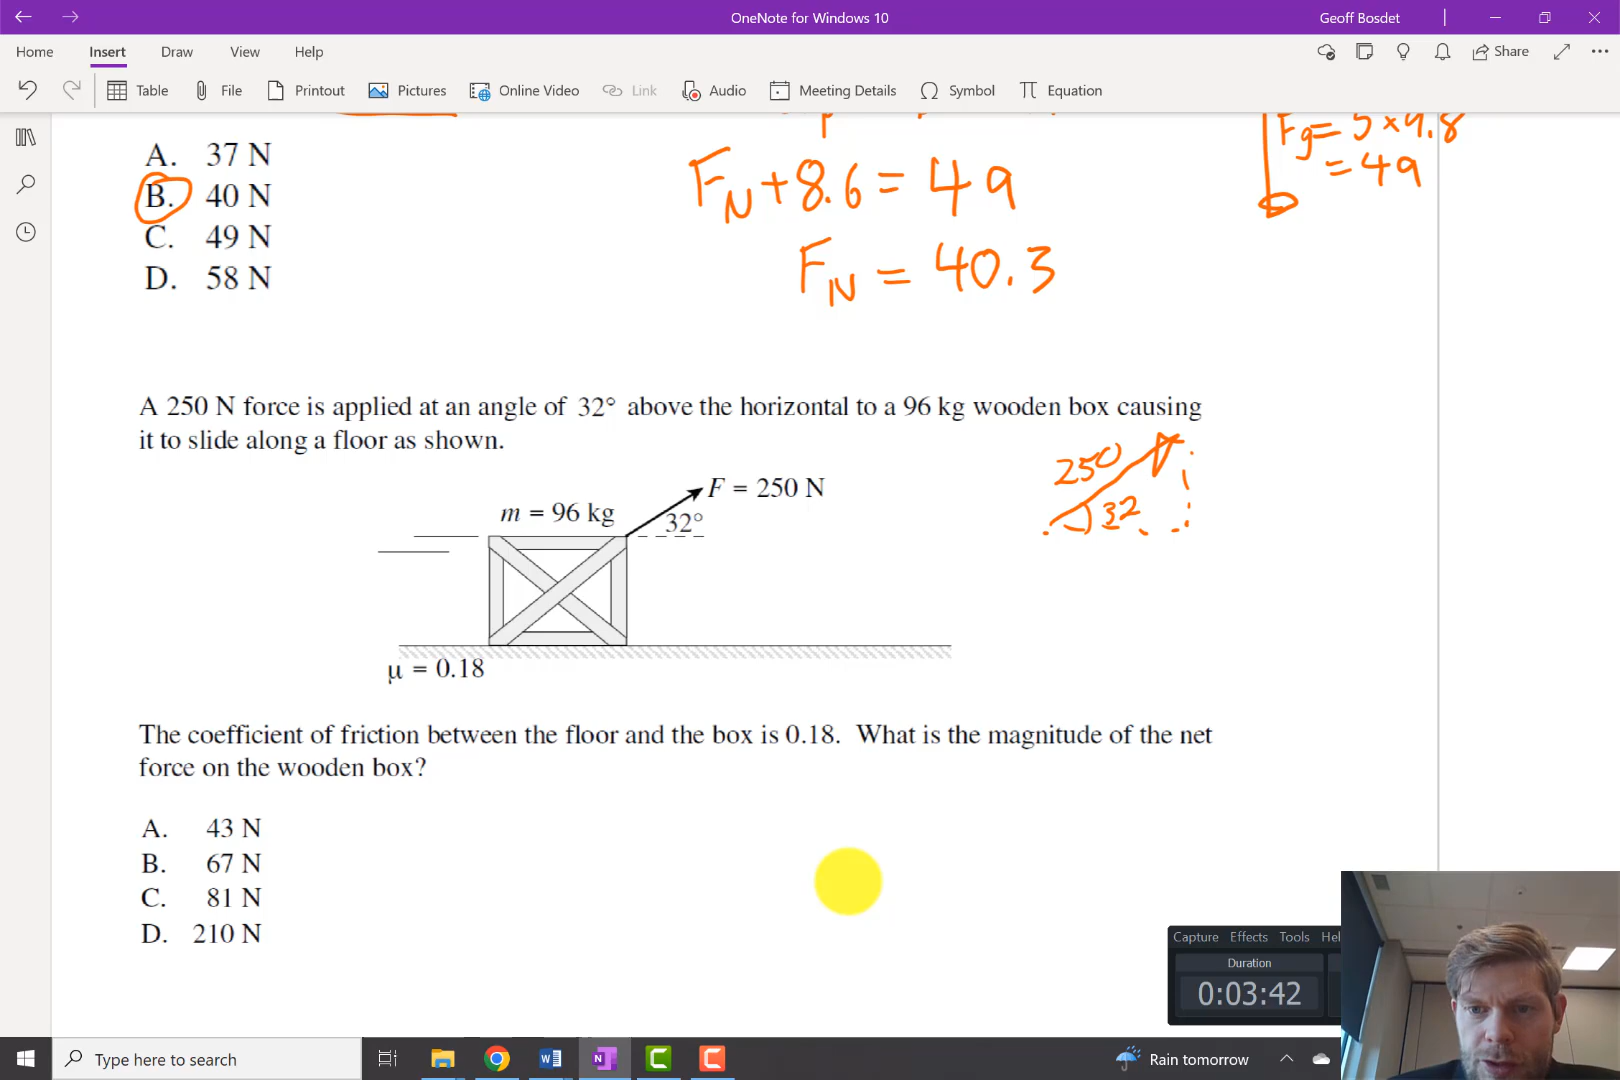 OneNote for Windows 10
Geoff Bosdet
Home Insert Draw View Help
Share
Table File Printout Pictures Online Video Link Audio Meeting Details Symbol Equation
A. 37 N
B. 40 N
C. 49 N
D. 58 N
FN + 8.6 = 49
FN = 40.3
Fg = 5 × 9.8
= 49
A 250 N force is applied at an angle of 32° above the horizontal to a 96 kg wooden box causing
it to slide along a floor as shown.
F = 250 N
m = 96 kg
32°
μ = 0.18
250
32
The coefficient of friction between the floor and the box is 0.18. What is the magnitude of the net
force on the wooden box?
A. 43 N
B. 67 N
C. 81 N
D. 210 N
Capture Effects Tools Hel
Duration
0:03:42
Type here to search
Rain tomorrow